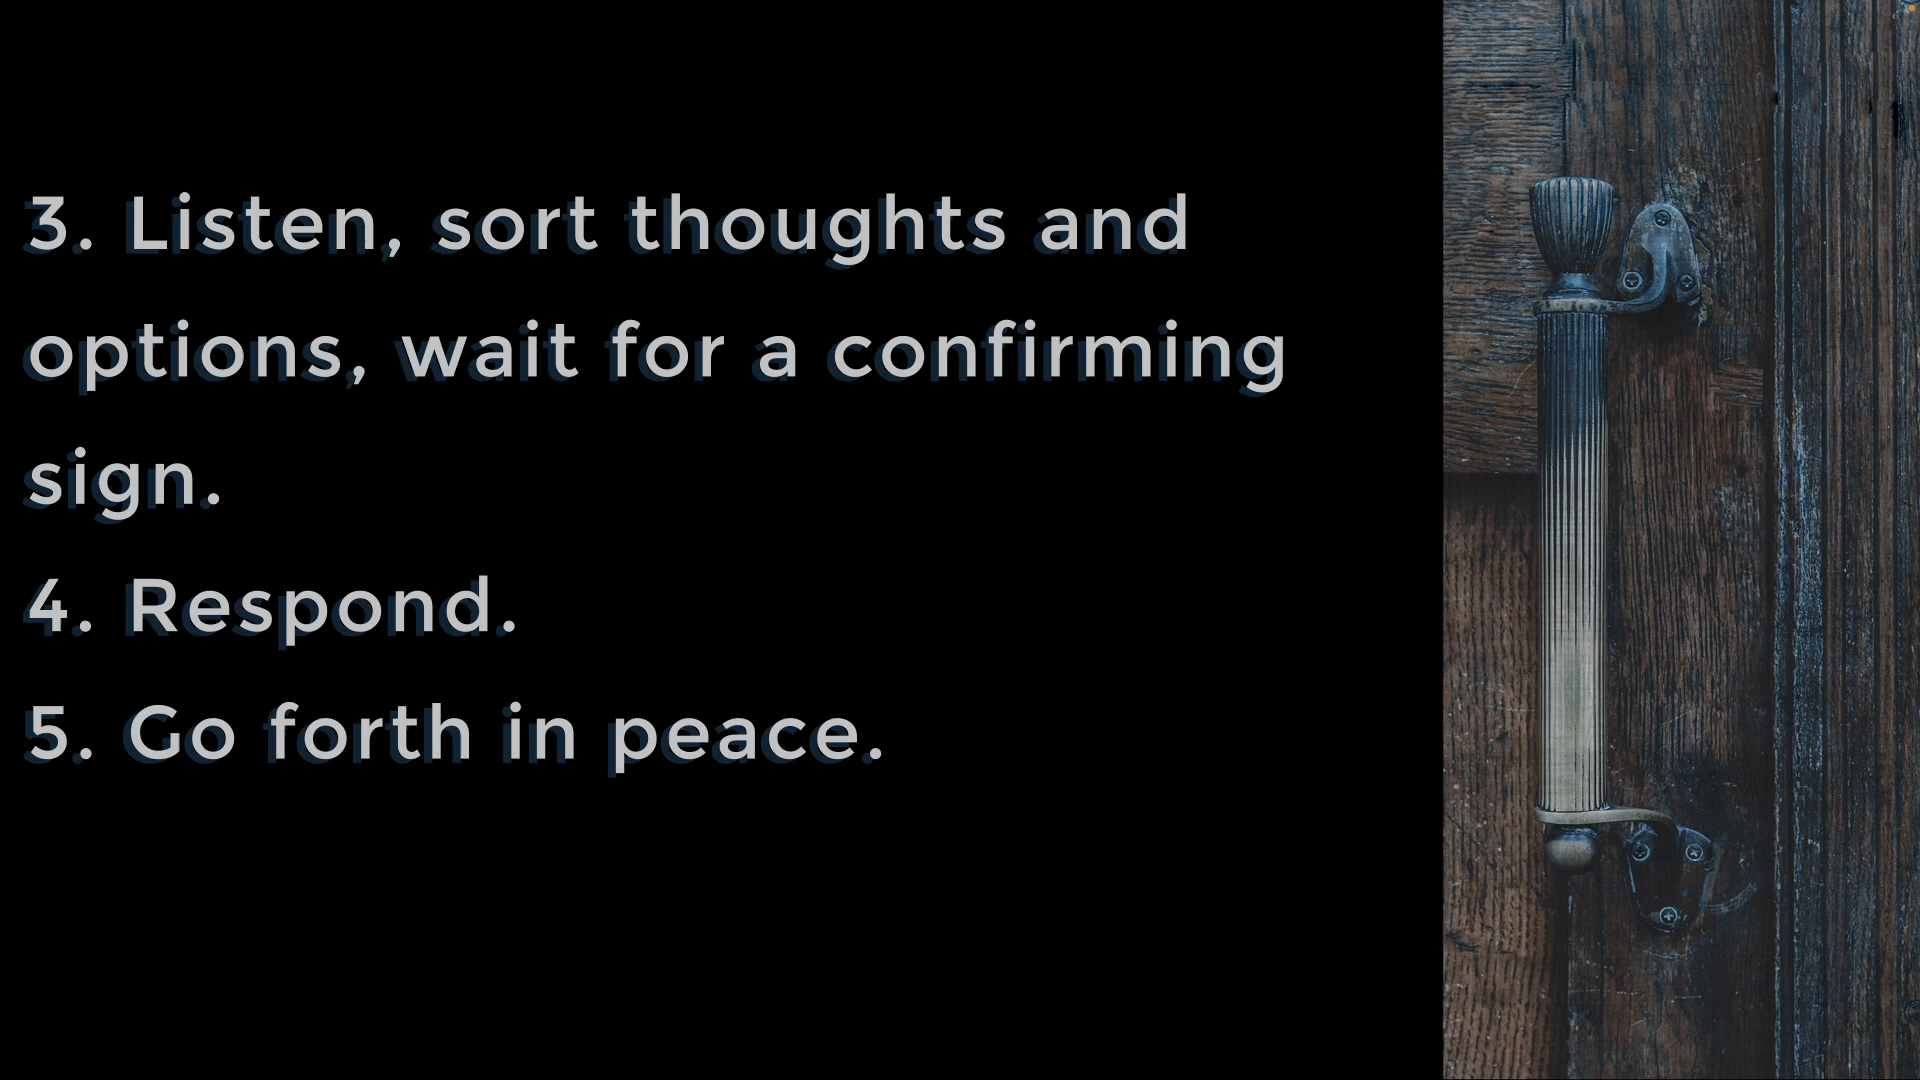 3. Listen, sort thoughts and
options, wait for a confirming
sign.
4. Respond.
5. Go forth in peace.